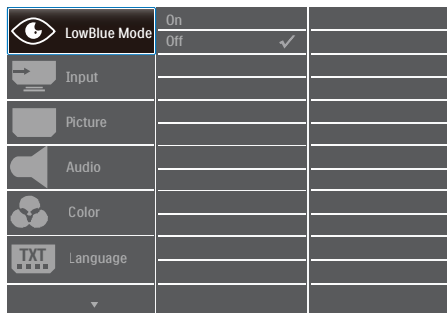 LowBlue Mode
On
Off
Input
Picture
Audio
Color
TXT
Language